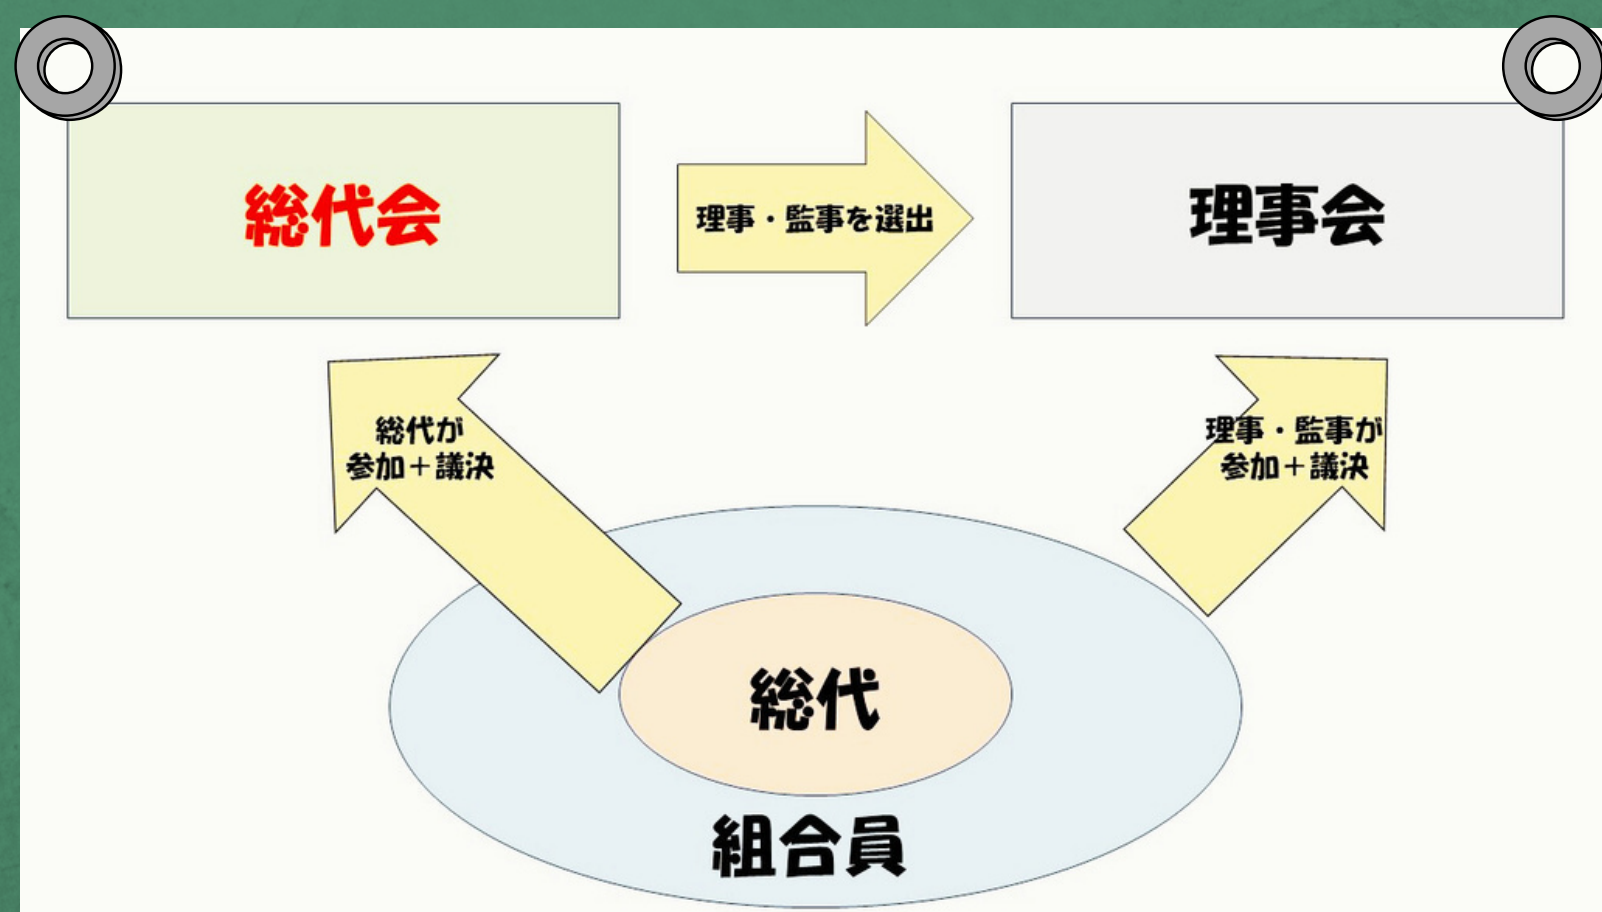 総代会
理事・監事を選出
理事会
総代が
参加＋議決
理事・監事が
参加＋議決
総代
組合員